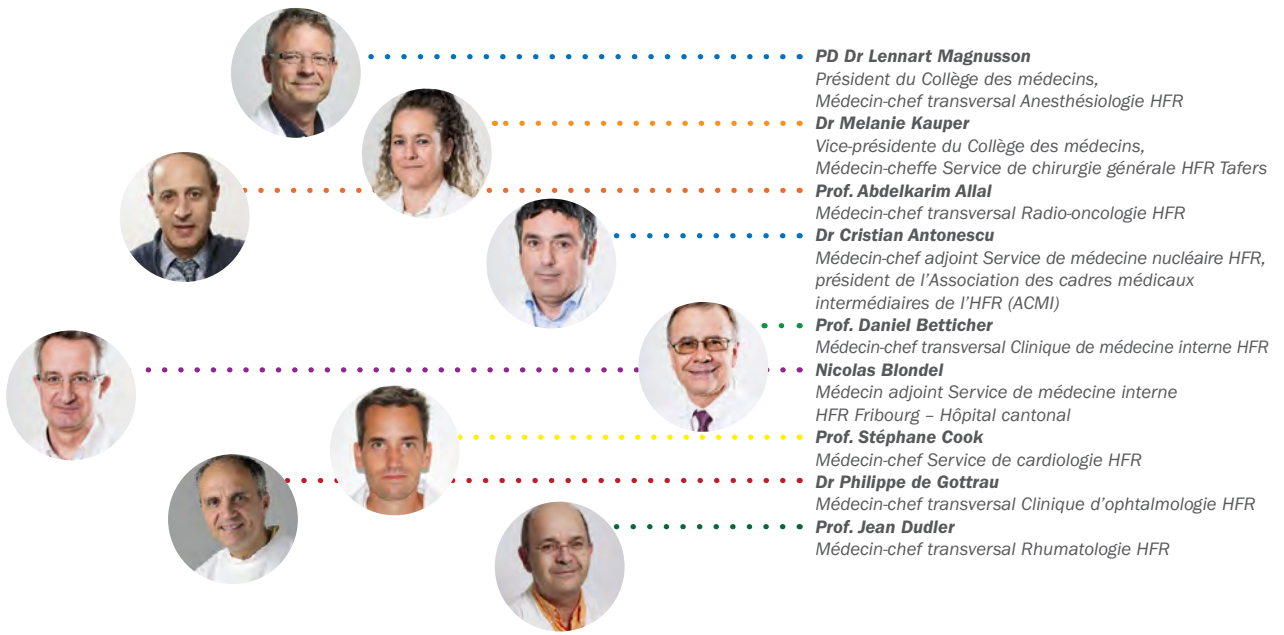 PD Dr Lennart Magnusson
Président du Collège des médecins,
Médecin-chef transversal Anesthésiologie HFR
Dr Melanie Kauper
Vice-présidente du Collège des médecins,
Médecin-cheffe Service de chirurgie générale HFR Tafers
Prof. Abdelkarim Allal
Médecin-chef transversal Radio-oncologie HFR
Dr Cristian Antonescu
Médecin-chef adjoint Service de médecine nucléaire HFR,
président de l’Association des cadres médicaux
intermédiaires de l’HFR (ACMI)
Prof. Daniel Betticher
Médecin-chef transversal Clinique de médecine interne HFR
Nicolas Blondel
Médecin adjoint Service de médecine interne
HFR Fribourg – Hôpital cantonal
Prof. Stéphane Cook
Médecin-chef Service de cardiologie HFR
Dr Philippe de Gottrau
Médecin-chef transversal Clinique d’ophtalmologie HFR
Prof. Jean Dudler
Médecin-chef transversal Rhumatologie HFR